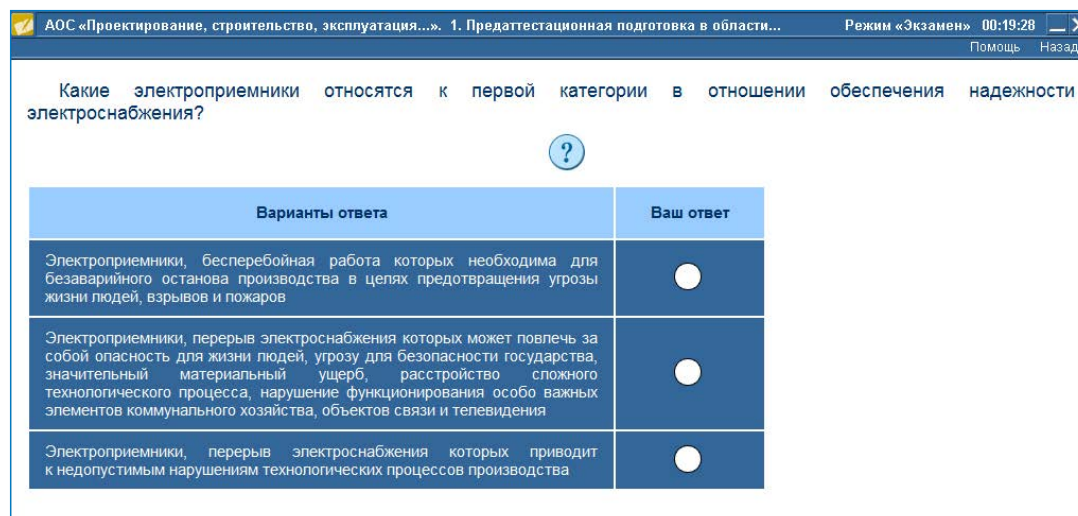 АОС «Проектирование, строительство, эксплуатация...». 1. Предаттестационная подготовка в области... Режим «Экзамен» 00:19:28
Помощь Назад
Какие электроприемники относятся к первой категории в отношении обеспечения надежности
электроснабжения?
?
Варианты ответа Ваш ответ
Электроприемники, бесперебойная работа которых необходима для
безаварийного останова производства в целях предотвращения угрозы
жизни людей, взрывов и пожаров
Электроприемники, перерыв электроснабжения которых может повлечь за
собой опасность для жизни людей, угрозу для безопасности государства,
значительный материальный ущерб, расстройство сложного
технологического процесса, нарушение функционирования особо важных
элементов коммунального хозяйства, объектов связи и телевидения
Электроприемники, перерыв электроснабжения которых приводит
к недопустимым нарушениям технологических процессов производства